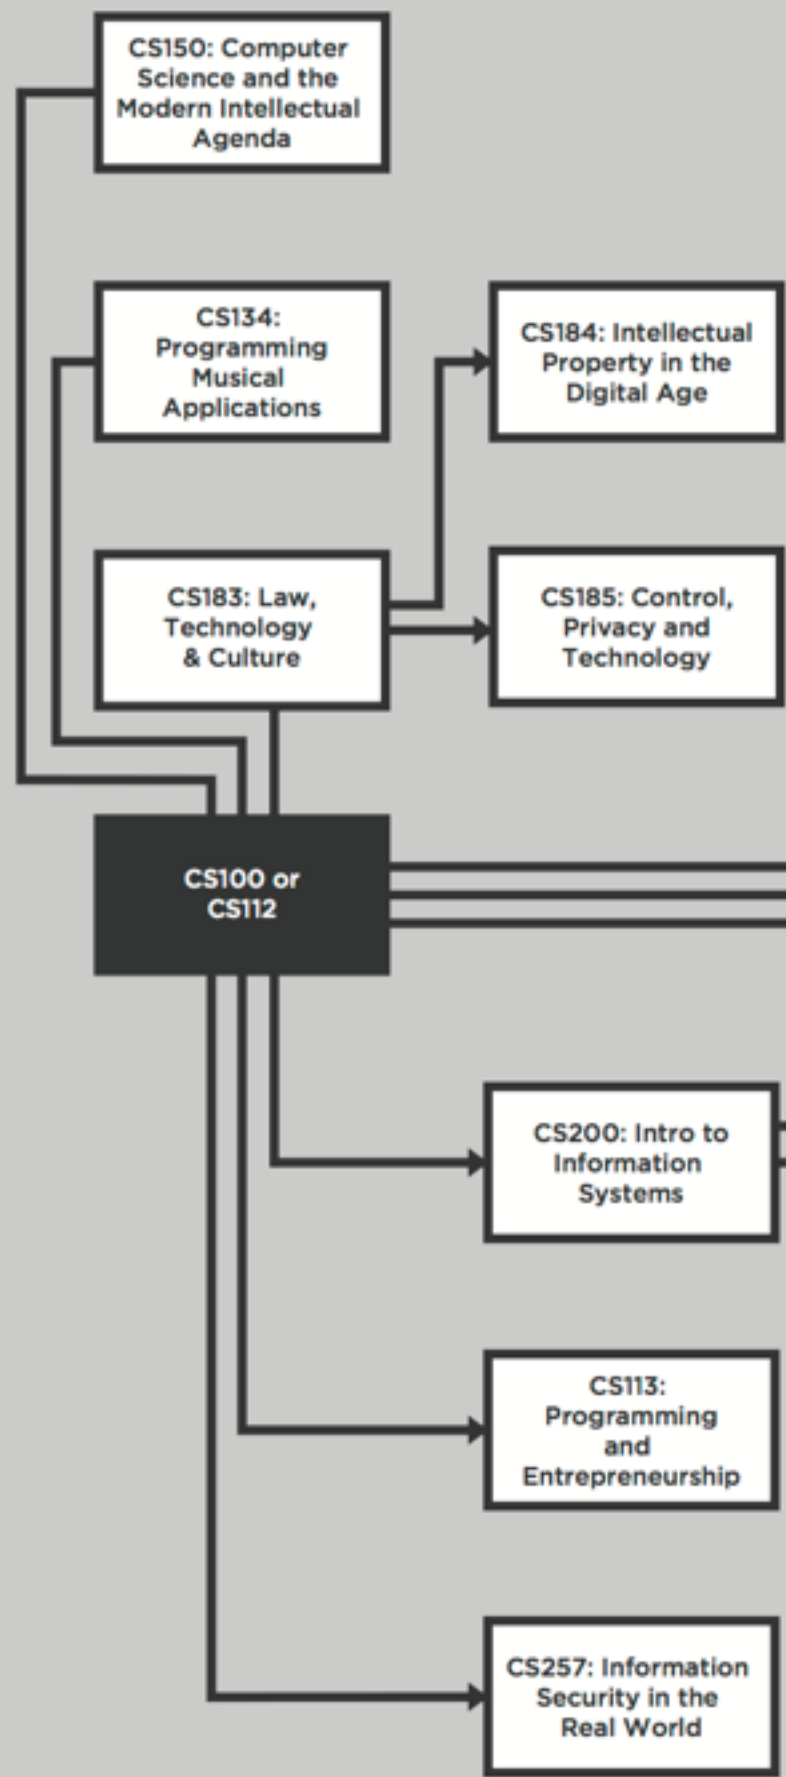 CS150: Computer
Science and the
Modern Intellectual
Agenda
CS134:
Programming
Musical
Applications
CS184: Intellectual
Property in the
Digital Age
CS183: Law,
Technology
& Culture
CS185: Control,
Privacy and
Technology
CS100 or
CS112
CS200: Intro to
Information
Systems
CS113:
Programming
and
Entrepreneurship
CS257: Information
Security in the
Real World